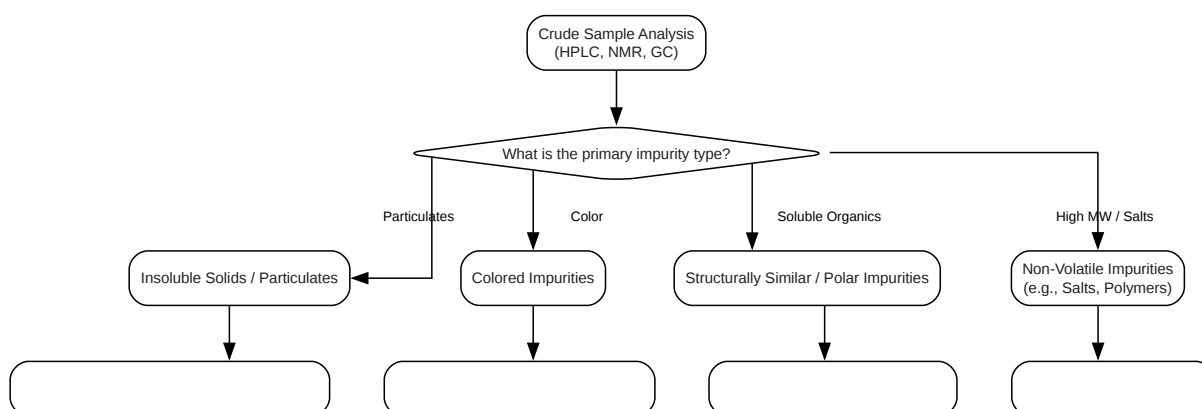 Crude Sample Analysis
(HPLC, NMR, GC)
What is the primary impurity type?
Particulates
Color
Soluble Organics
High MW / Salts
Insoluble Solids / Particulates
Colored Impurities
Structurally Similar / Polar Impurities
Non-Volatile Impurities
(e.g., Salts, Polymers)